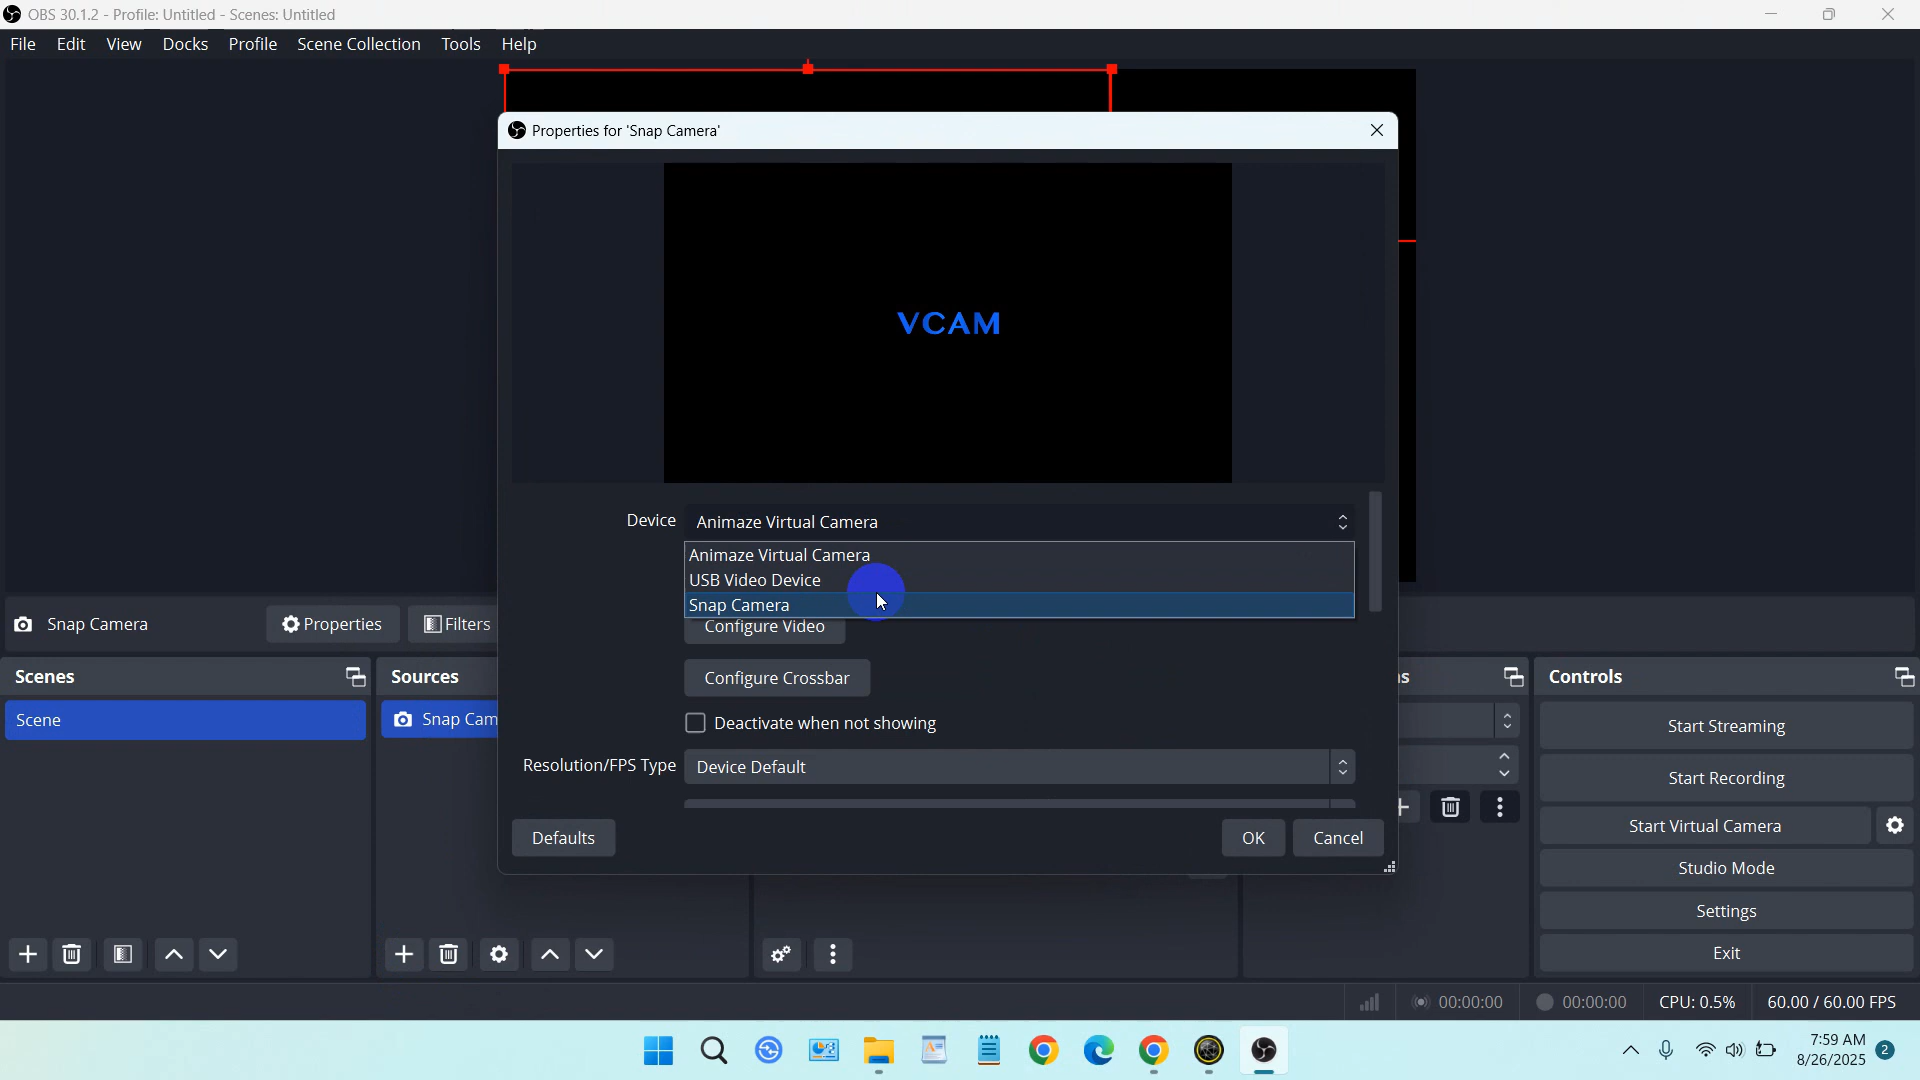 OBS 30.1.2 - Profile: Untitled - Scenes: Untitled
File Edit View Docks Profile Scene Collection Tools Help
Properties for 'Snap Camera'
VCAM
Device Animaze Virtual Camera
Animaze Virtual Camera
USB Video Device
Snap Camera
Configure Video
Configure Crossbar
Deactivate when not showing
Resolution/FPS Type Device Default
Defaults OK Cancel
Snap Camera Properties Filters
Scenes
Scene
Sources
Snap Cam
Controls
Start Streaming
Start Recording
Start Virtual Camera
Studio Mode
Settings
Exit
00:00:00 00:00:00 CPU: 0.5% 60.00 / 60.00 FPS
7:59 AM
8/26/2025 2